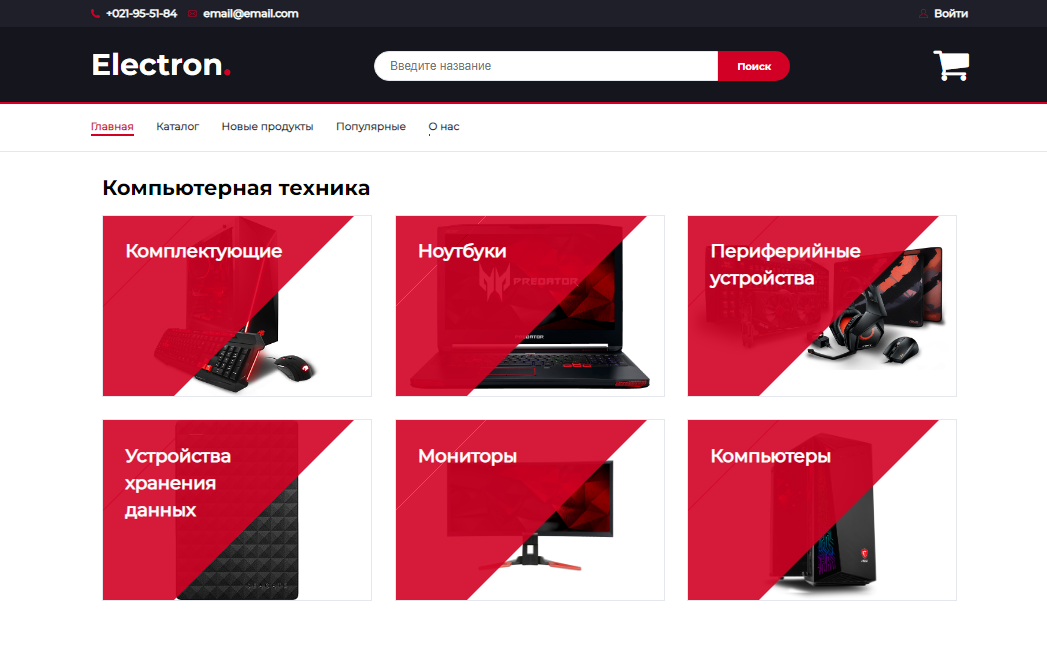 +021-95-51-84 email@email.com Войти
Electron.
Введите название Поиск
Главная Каталог Новые продукты Популярные О нас
Компьютерная техника
Комплектующие
Ноутбуки
PREDATOR
PREDATOR
Периферийные
устройства
Устройства
хранения
данных
Мониторы
Компьютеры